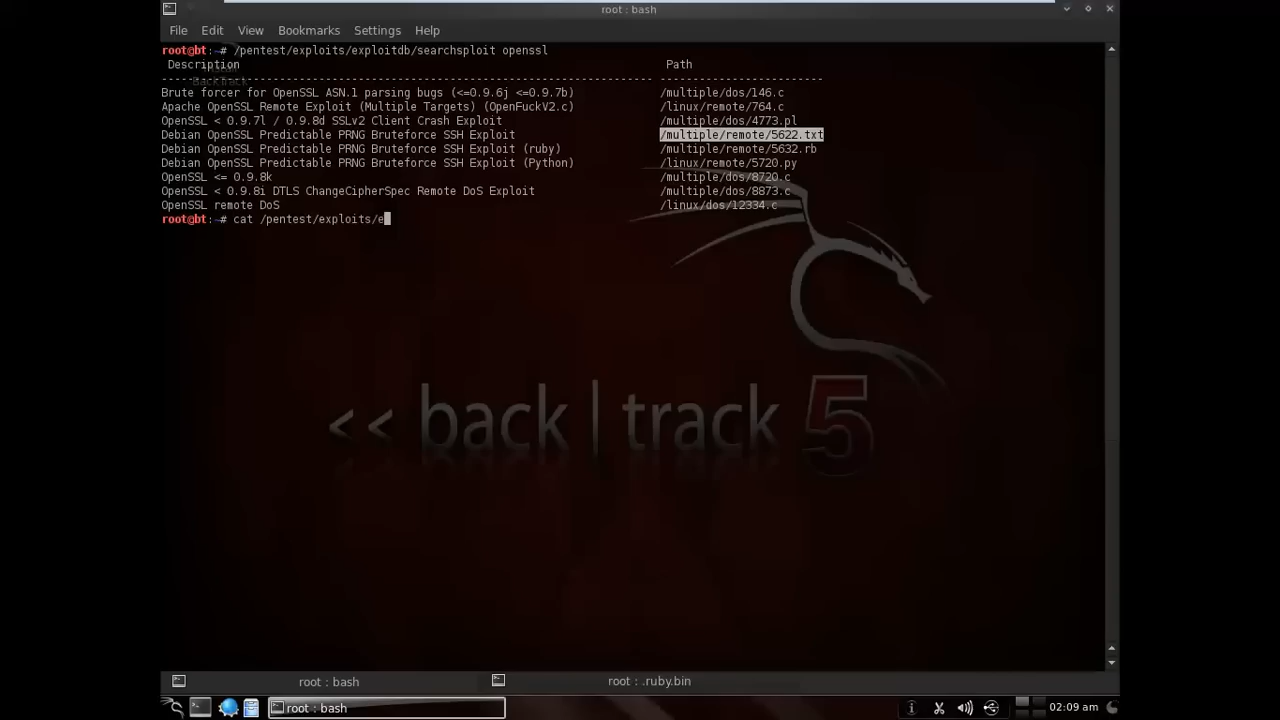 root : bash
File Edit View Bookmarks Settings Help
root@bt:~# /pentest/exploits/exploitdb/searchsploit openssl
Description Path
--------------------------------------------------------------------------- -------------------------
Brute forcer for OpenSSL ASN.1 parsing bugs (<=0.9.6j <=0.9.7b) /multiple/dos/146.c
Apache OpenSSL Remote Exploit (Multiple Targets) (OpenFuckV2.c) /linux/remote/764.c
OpenSSL < 0.9.7l / 0.9.8d SSLv2 Client Crash Exploit /multiple/dos/4773.pl
Debian OpenSSL Predictable PRNG Bruteforce SSH Exploit /multiple/remote/5622.txt
Debian OpenSSL Predictable PRNG Bruteforce SSH Exploit (ruby) /multiple/remote/5632.rb
Debian OpenSSL Predictable PRNG Bruteforce SSH Exploit (Python) /linux/remote/5720.py
OpenSSL <= 0.9.8k /multiple/dos/8720.c
OpenSSL < 0.9.8i DTLS ChangeCipherSpec Remote DoS Exploit /multiple/dos/8873.c
OpenSSL remote DoS /linux/dos/12334.c
root@bt:~# cat /pentest/exploits/e
<< back | track 5
root : bash root : .ruby.bin
root : bash 02:09 am